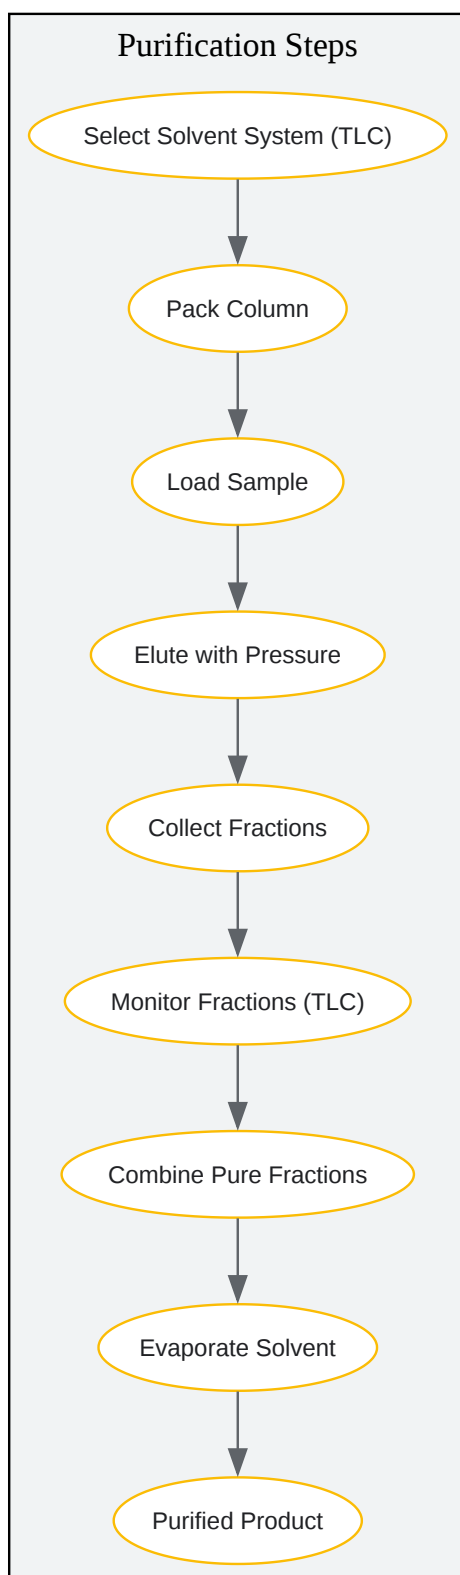 Purification Steps
Select Solvent System (TLC)
Pack Column
Load Sample
Elute with Pressure
Collect Fractions
Monitor Fractions (TLC)
Combine Pure Fractions
Evaporate Solvent
Purified Product